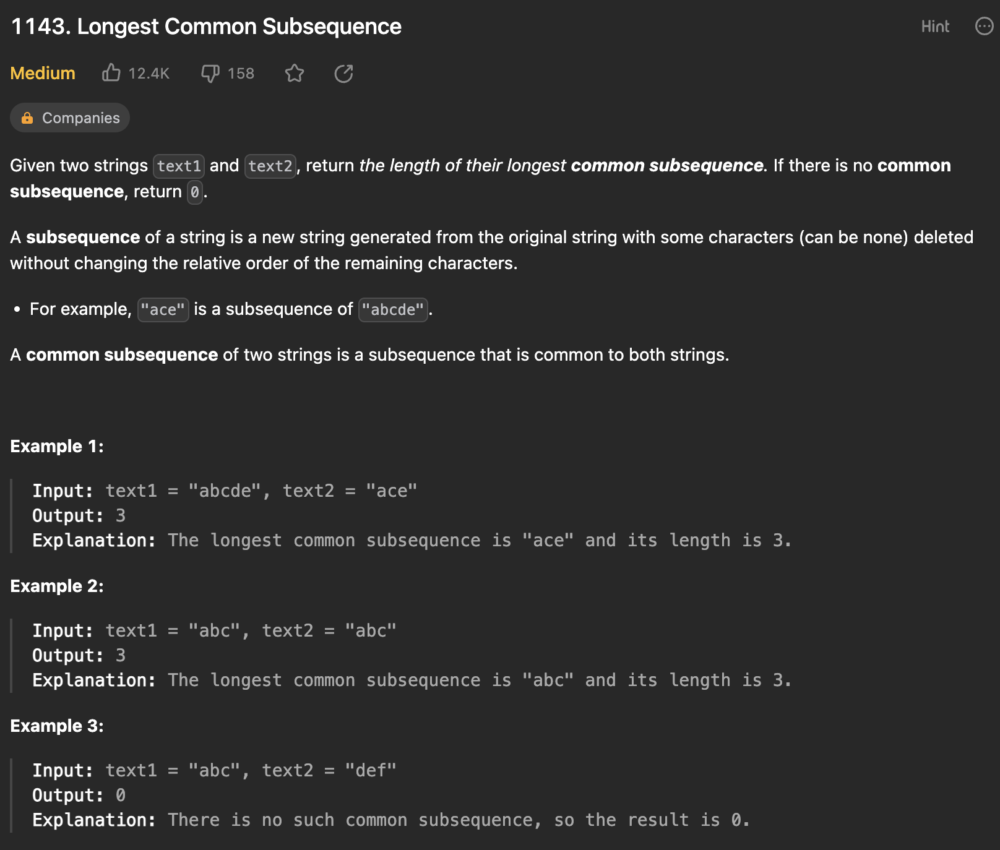 1143. Longest Common Subsequence
Hint
Medium
12.4K
158
Companies
Given two strings text1 and text2, return the length of their longest common subsequence. If there is no common
subsequence, return 0.
A subsequence of a string is a new string generated from the original string with some characters (can be none) deleted
without changing the relative order of the remaining characters.
• For example, "ace" is a subsequence of "abcde".
A common subsequence of two strings is a subsequence that is common to both strings.
Example 1:
Input: text1 = "abcde", text2 = "ace"
Output: 3
Explanation: The longest common subsequence is "ace" and its length is 3.
Example 2:
Input: text1 = "abc", text2 = "abc"
Output: 3
Explanation: The longest common subsequence is "abc" and its length is 3.
Example 3:
Input: text1 = "abc", text2 = "def"
Output: 0
Explanation: There is no such common subsequence, so the result is 0.